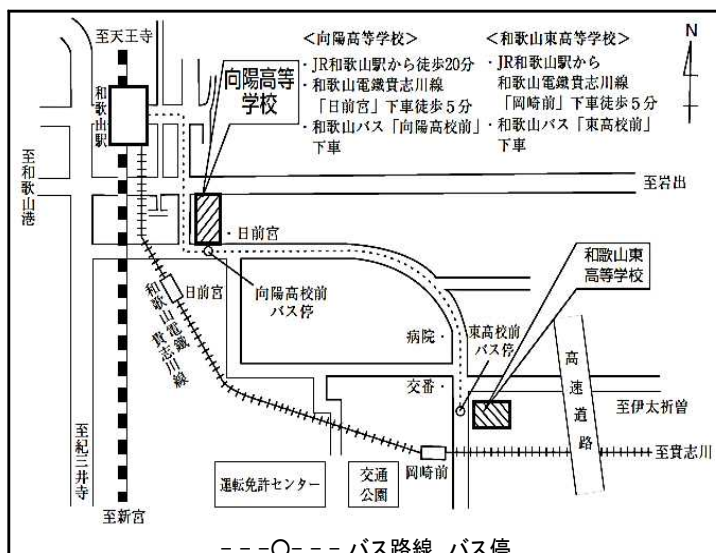 至天王寺
<向陽高等学校>
・JR和歌山駅から徒歩20分
・和歌山電鐵貴志川線
「日前宮」下車徒歩5分
・和歌山バス「向陽高校前」
下車
<和歌山東高等学校>
・JR和歌山駅から
和歌山電鐵貴志川線
「岡崎前」下車徒歩5分
・和歌山バス「東高校前」
下車
N
向陽高等
学校
和歌山駅
至和歌山港
至岩出
・日前宮
向陽高校前
バス停
日前宮
和歌山電鐵
貴志川線
和歌山東
高等学校
病院・
東高校前
バス停
交番・
高速道路
至伊太祈曽
至紀三井寺
岡崎前
至貴志川
運転免許センター
交通
公園
至新宮
---○--- バス路線 バス停